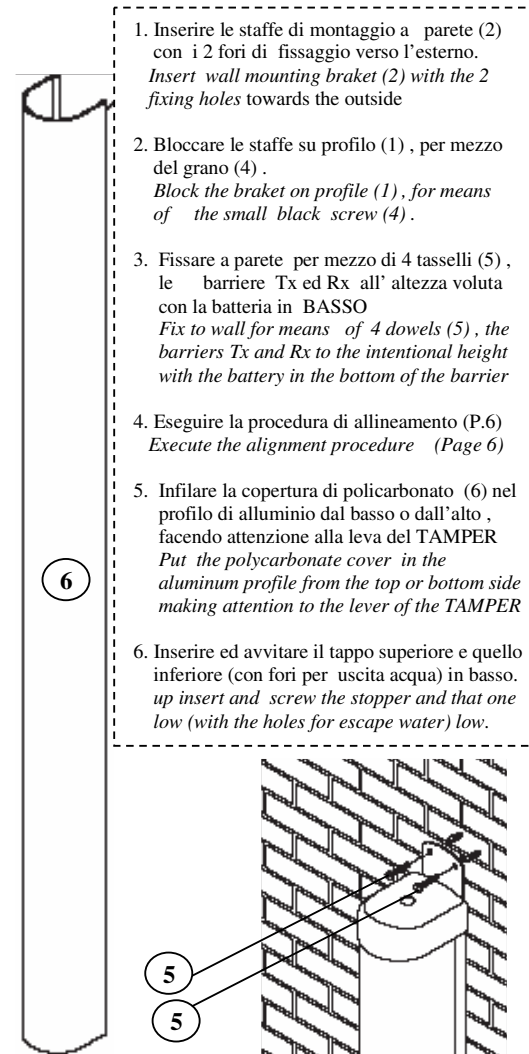 1. Inserire le staffe di montaggio a parete (2)
con i 2 fori di fissaggio verso l'esterno.
Insert wall mounting braket (2) with the 2
fixing holes towards the outside
2. Bloccare le staffe su profilo (1) , per mezzo
del grano (4) .
Block the braket on profile (1) , for means
of the small black screw (4) .
3. Fissare a parete per mezzo di 4 tasselli (5) ,
le barriere Tx ed Rx all' altezza voluta
con la batteria in BASSO
Fix to wall for means of 4 dowels (5) , the
barriers Tx and Rx to the intentional height
with the battery in the bottom of the barrier
4. Eseguire la procedura di allineamento (P.6)
Execute the alignment procedure (Page 6)
5. Infilare la copertura di policarbonato (6) nel
profilo di alluminio dal basso o dall'alto ,
facendo attenzione alla leva del TAMPER
Put the polycarbonate cover in the
aluminum profile from the top or bottom side
making attention to the lever of the TAMPER
6. Inserire ed avvitare il tappo superiore e quello
inferiore (con fori per uscita acqua) in basso.
up insert and screw the stopper and that one
low (with the holes for escape water) low.
6
5
5